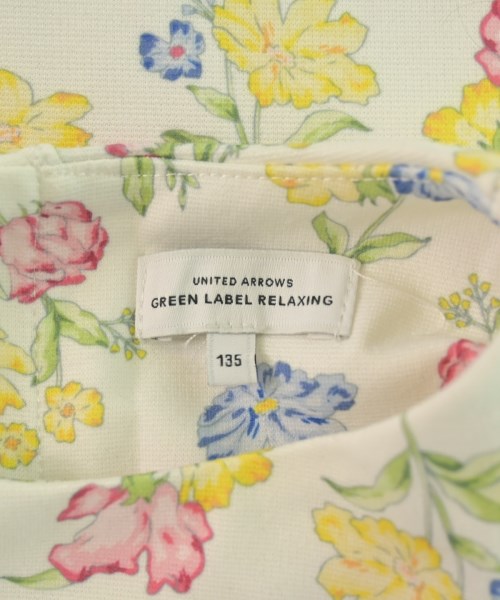 UNITED ARROWS
GREEN LABEL RELAXING
135